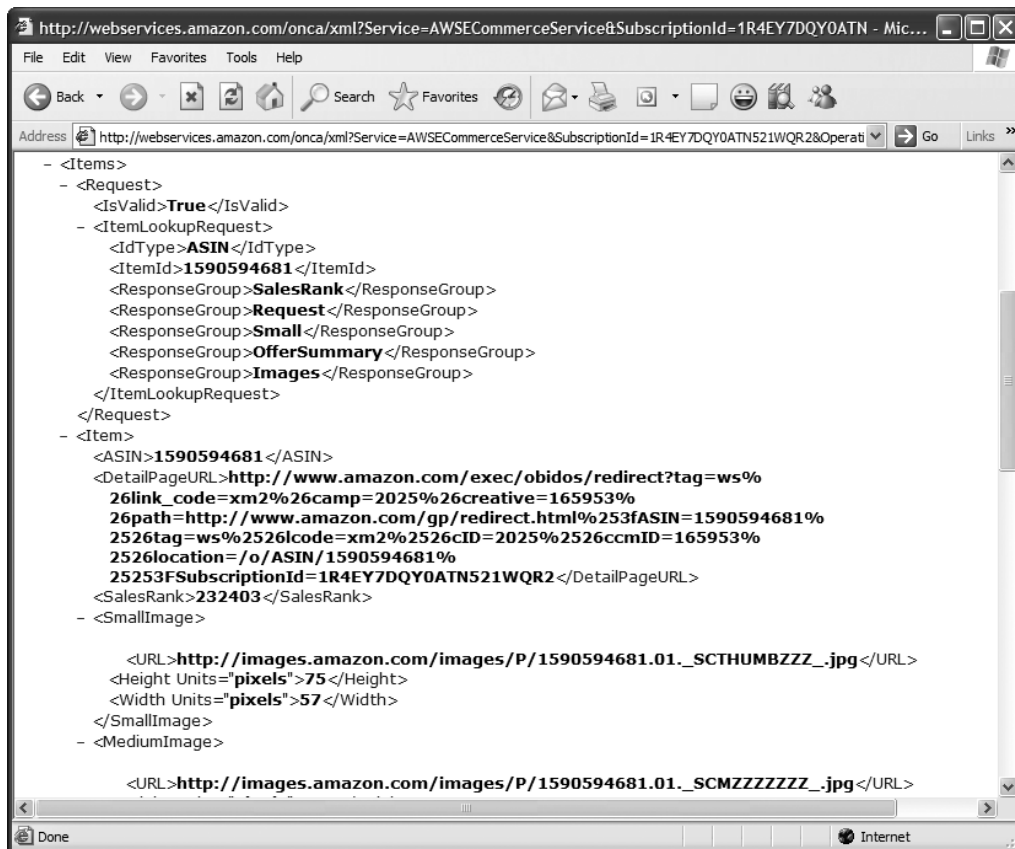 http://webservices.amazon.com/onca/xml?Service=AWSECommerceService&SubscriptionId=1R4EY7DQY0ATN - Mic...
File Edit View Favorites Tools Help
Back Search Favorites
Address http://webservices.amazon.com/onca/xml?Service=AWSECommerceService&SubscriptionId=1R4EY7DQY0ATN521WQR2&Operati Go Links »
- <Items>
- <Request>
<IsValid>True</IsValid>
- <ItemLookupRequest>
<IdType>ASIN</IdType>
<ItemId>1590594681</ItemId>
<ResponseGroup>SalesRank</ResponseGroup>
<ResponseGroup>Request</ResponseGroup>
<ResponseGroup>Small</ResponseGroup>
<ResponseGroup>OfferSummary</ResponseGroup>
<ResponseGroup>Images</ResponseGroup>
</ItemLookupRequest>
</Request>
- <Item>
<ASIN>1590594681</ASIN>
<DetailPageURL>http://www.amazon.com/exec/obidos/redirect?tag=ws%
26link_code=xm2%26camp=2025%26creative=165953%
26path=http://www.amazon.com/gp/redirect.html%253fASIN=1590594681%
2526tag=ws%2526lcode=xm2%2526cID=2025%2526ccmID=165953%
2526location=/o/ASIN/1590594681%
25253FSubscriptionId=1R4EY7DQY0ATN521WQR2</DetailPageURL>
<SalesRank>232403</SalesRank>
- <SmallImage>
<URL>http://images.amazon.com/images/P/1590594681.01._SCTHUMBZZZ_.jpg</URL>
<Height Units="pixels">75</Height>
<Width Units="pixels">57</Width>
</SmallImage>
- <MediumImage>
<URL>http://images.amazon.com/images/P/1590594681.01._SCMZZZZZZZ_.jpg</URL>
Done Internet